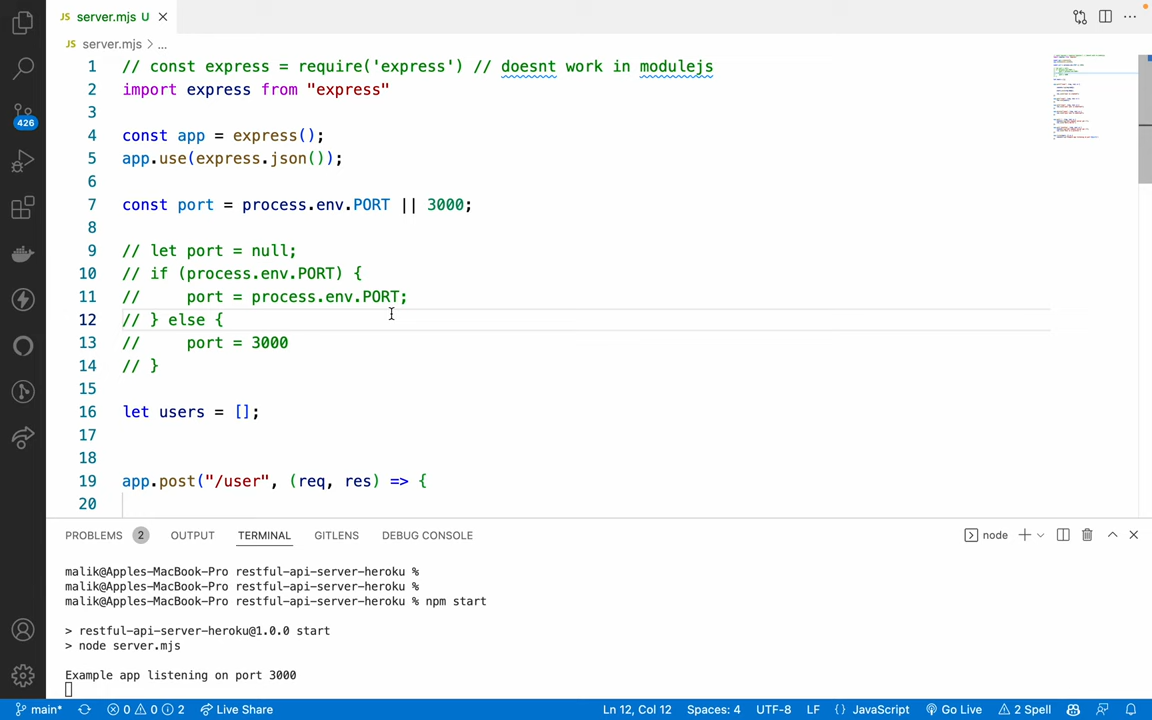 JS server.mjs U
JS server.mjs > ...
1 // const express = require('express') // doesnt work in modulejs
2 import express from "express"
3
4 const app = express();
5 app.use(express.json());
6
7 const port = process.env.PORT || 3000;
8
9 // let port = null;
10 // if (process.env.PORT) {
11 //     port = process.env.PORT;
12 // } else {
13 //     port = 3000
14 // }
15
16 let users = [];
17
18
19 app.post("/user", (req, res) => {
20
426
PROBLEMS 2 OUTPUT TERMINAL GITLENS DEBUG CONSOLE node
malik@Apples-MacBook-Pro restful-api-server-heroku %
malik@Apples-MacBook-Pro restful-api-server-heroku %
malik@Apples-MacBook-Pro restful-api-server-heroku % npm start
> restful-api-server-heroku@1.0.0 start
> node server.mjs
Example app listening on port 3000
main* 0 0 2 Live Share Ln 12, Col 12 Spaces: 4 UTF-8 LF {} JavaScript Go Live 2 Spell